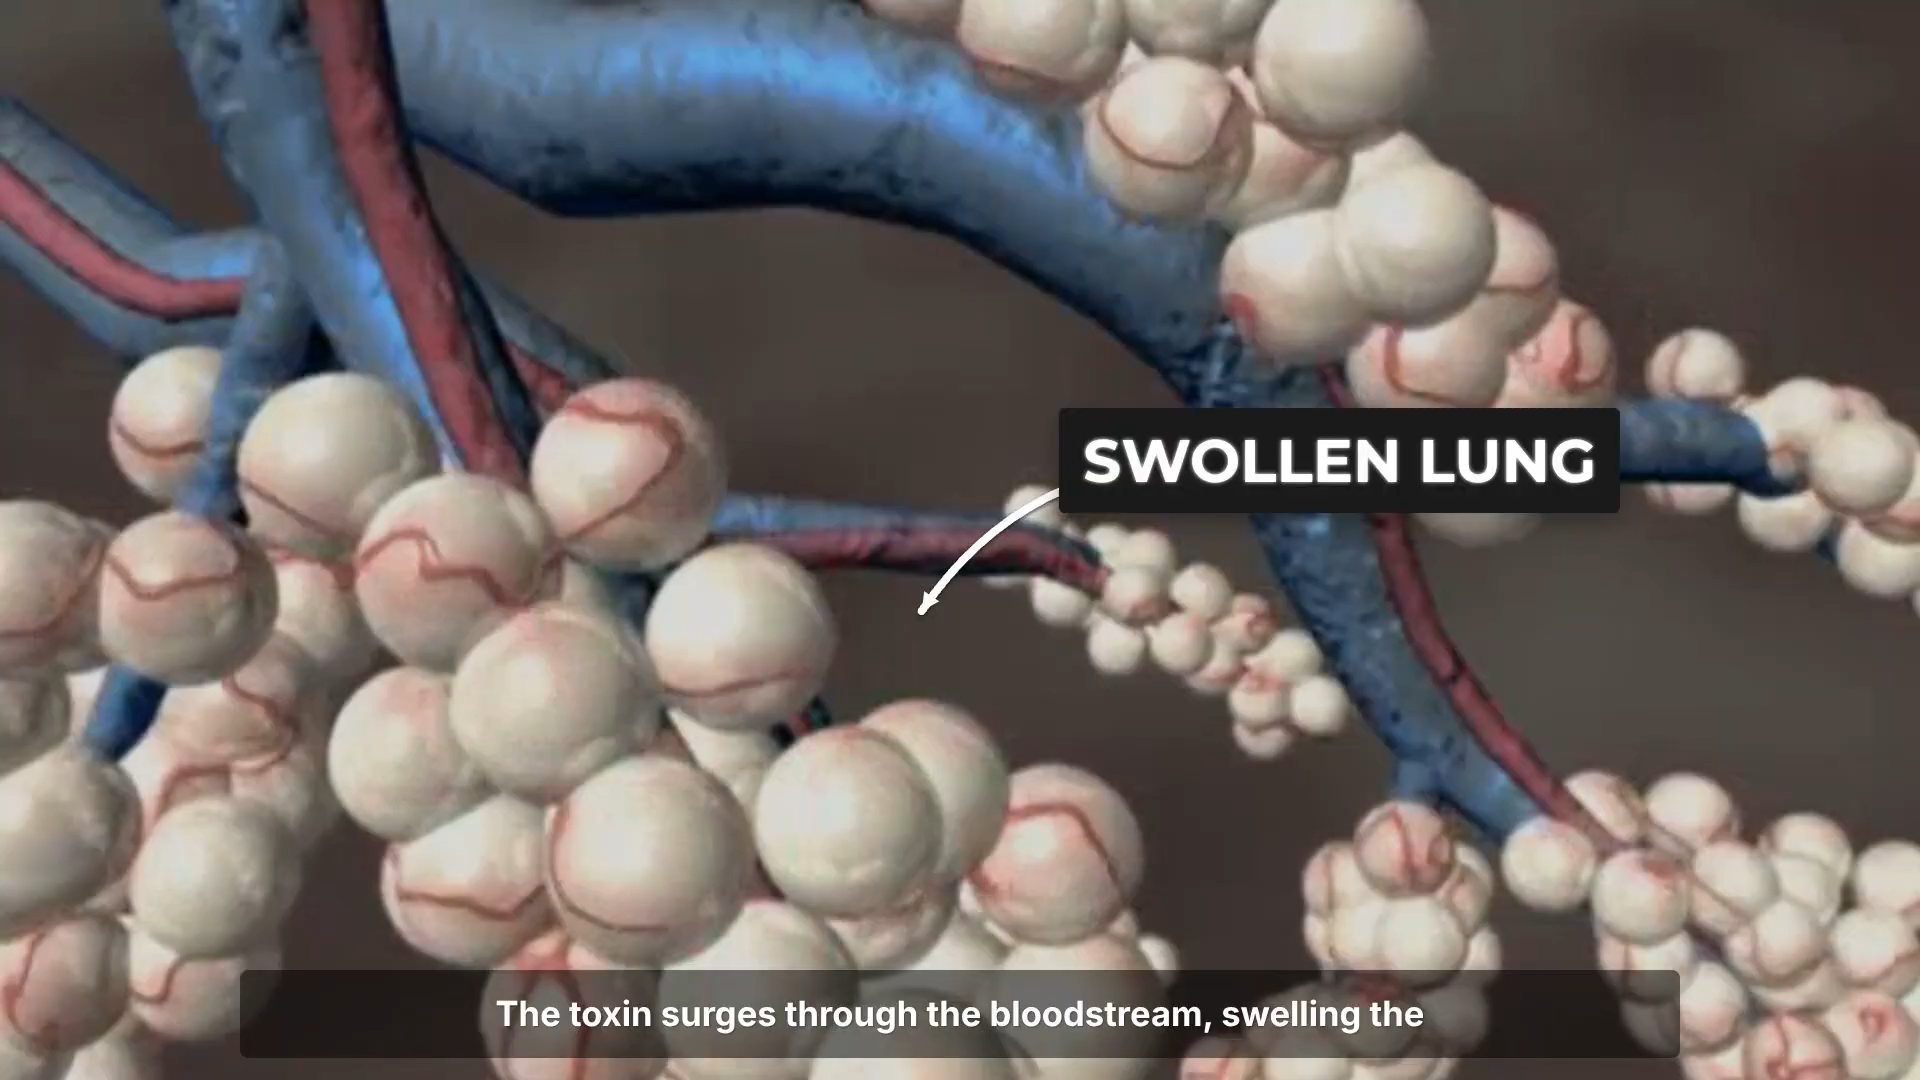 SWOLLEN LUNG
The toxin surges through the bloodstream, swelling the